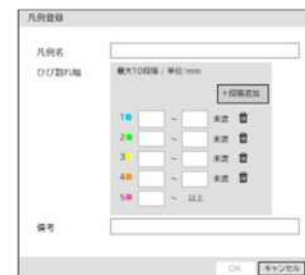 凡例登録
凡例名
ひび割れ幅
最大10段階 / 単位:mm
+段階追加
1 ~ 未満
2 ~ 未満
3 ~ 未満
4 ~ 未満
5 ~ 以上
備考
OK キャンセル